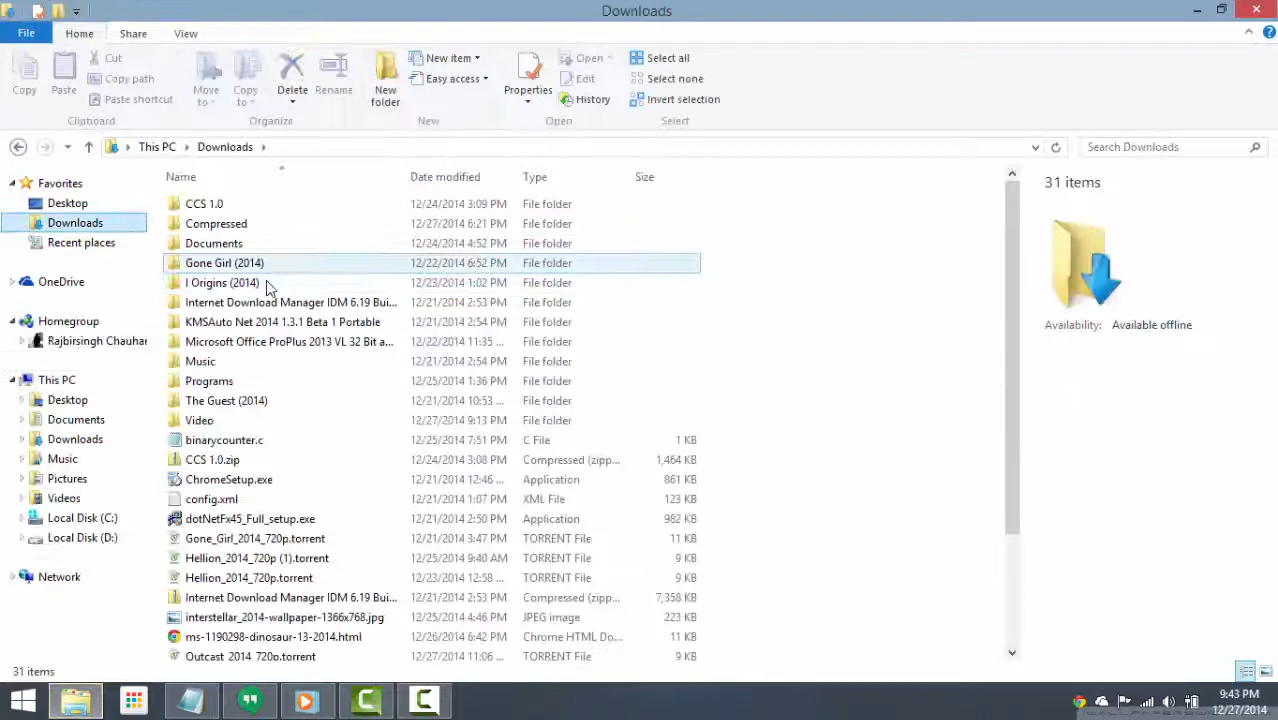 Downloads
File Home Share View
Copy Paste Cut Copy path Paste shortcut Move to Copy to Delete Rename New folder New item Easy access Properties Open Edit History Select all Select none Invert selection
Clipboard Organize New Open Select
This PC Downloads Search Downloads
Name Date modified Type Size
Favorites
Desktop
Downloads
Recent places
OneDrive
Homegroup
Rajbirsingh Chauhar
This PC
Desktop
Documents
Downloads
Music
Pictures
Videos
Local Disk (C:)
Local Disk (D:)
Network
CCS 1.0 12/24/2014 3:09 PM File folder
Compressed 12/27/2014 6:21 PM File folder
Documents 12/24/2014 4:52 PM File folder
Gone Girl (2014) 12/22/2014 6:52 PM File folder
I Origins (2014) 12/23/2014 1:02 PM File folder
Internet Download Manager IDM 6.19 Bui... 12/21/2014 2:53 PM File folder
KMSAuto Net 2014 1.3.1 Beta 1 Portable 12/21/2014 2:54 PM File folder
Microsoft Office ProPlus 2013 VL 32 Bit a... 12/22/2014 11:35 ... File folder
Music 12/21/2014 2:54 PM File folder
Programs 12/25/2014 1:36 PM File folder
The Guest (2014) 12/21/2014 10:53 ... File folder
Video 12/27/2014 9:13 PM File folder
binarycounter.c 12/25/2014 7:51 PM C File 1 KB
CCS 1.0.zip 12/24/2014 3:08 PM Compressed (zipp... 1,464 KB
ChromeSetup.exe 12/21/2014 12:46 ... Application 861 KB
config.xml 12/21/2014 1:07 PM XML File 123 KB
dotNetFx45_Full_setup.exe 12/21/2014 2:50 PM Application 982 KB
Gone_Girl_2014_720p.torrent 12/21/2014 3:47 PM TORRENT File 11 KB
Hellion_2014_720p (1).torrent 12/25/2014 9:40 AM TORRENT File 9 KB
Hellion_2014_720p.torrent 12/23/2014 12:58 ... TORRENT File 9 KB
Internet Download Manager IDM 6.19 Bui... 12/21/2014 2:53 PM Compressed (zipp... 7,358 KB
interstellar_2014-wallpaper-1366x768.jpg 12/25/2014 4:46 PM JPEG image 223 KB
ms-1190298-dinosaur-13-2014.html 12/26/2014 6:42 PM Chrome HTML Do... 11 KB
Outcast_2014_720p.torrent 12/27/2014 11:06 ... TORRENT File 9 KB
31 items
Availability: Available offline
31 items
9:43 PM
12/27/2014